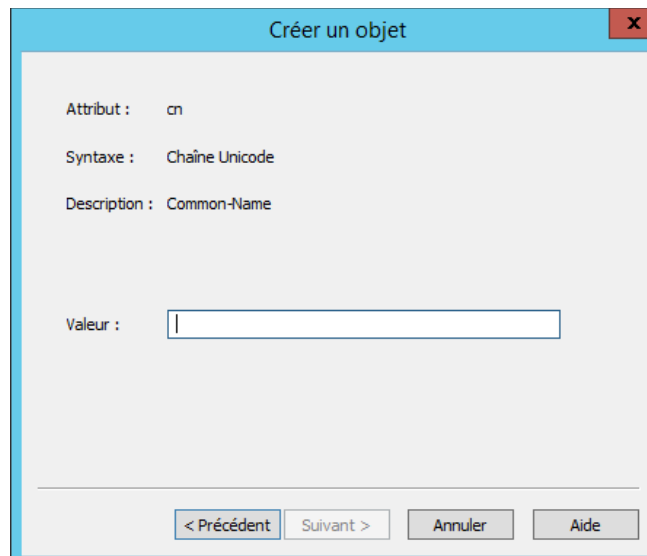 Créer un objet
x
Attribut : cn
Syntaxe : Chaîne Unicode
Description : Common-Name
Valeur :
< Précédent Suivant > Annuler Aide